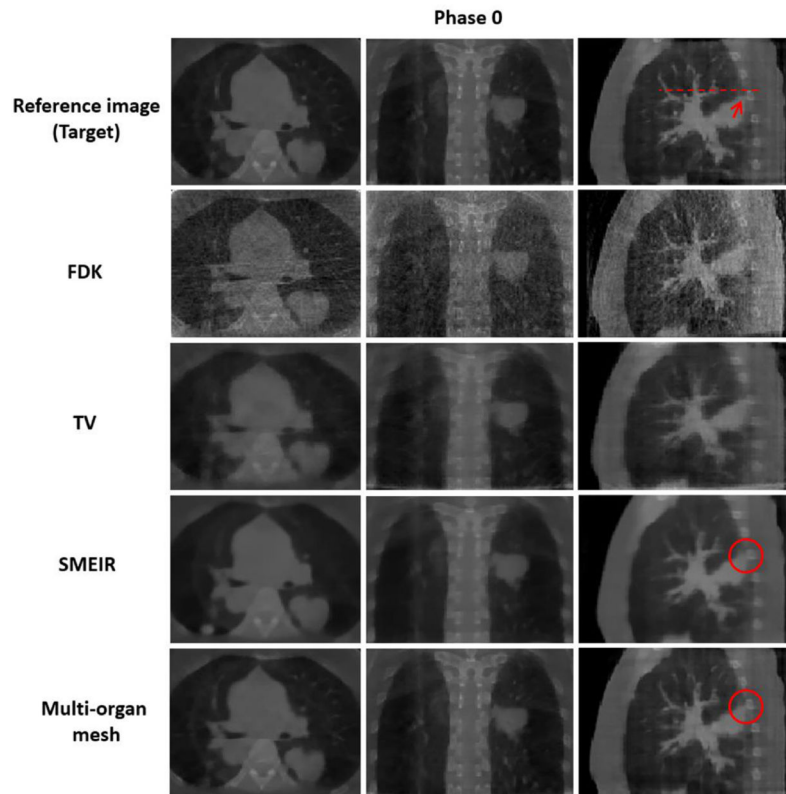 Phase 0
Reference image
(Target)
FDK
TV
SMEIR
Multi-organ
mesh